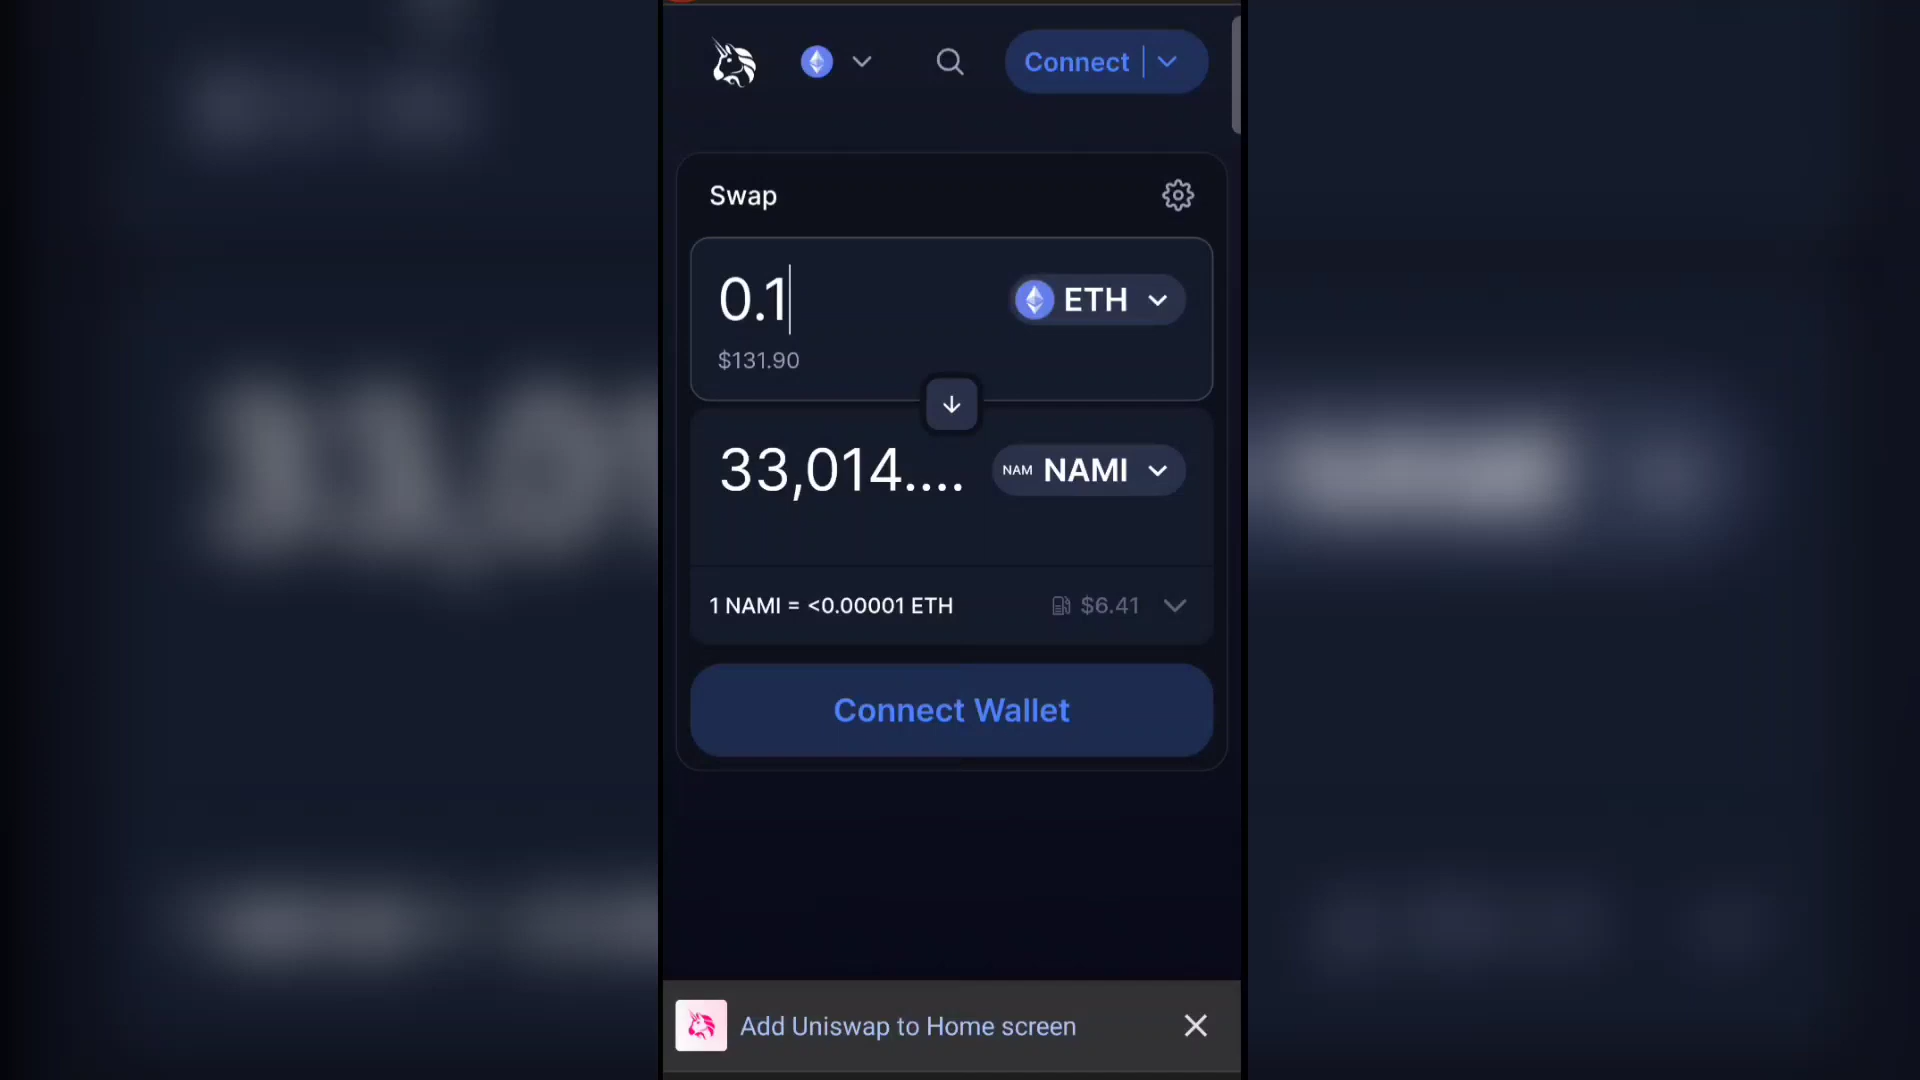 Connect
Swap
0.1
ETH
$131.90
33,014....
NAM NAMI
1 NAMI = <0.00001 ETH
$6.41
Connect Wallet
Add Uniswap to Home screen